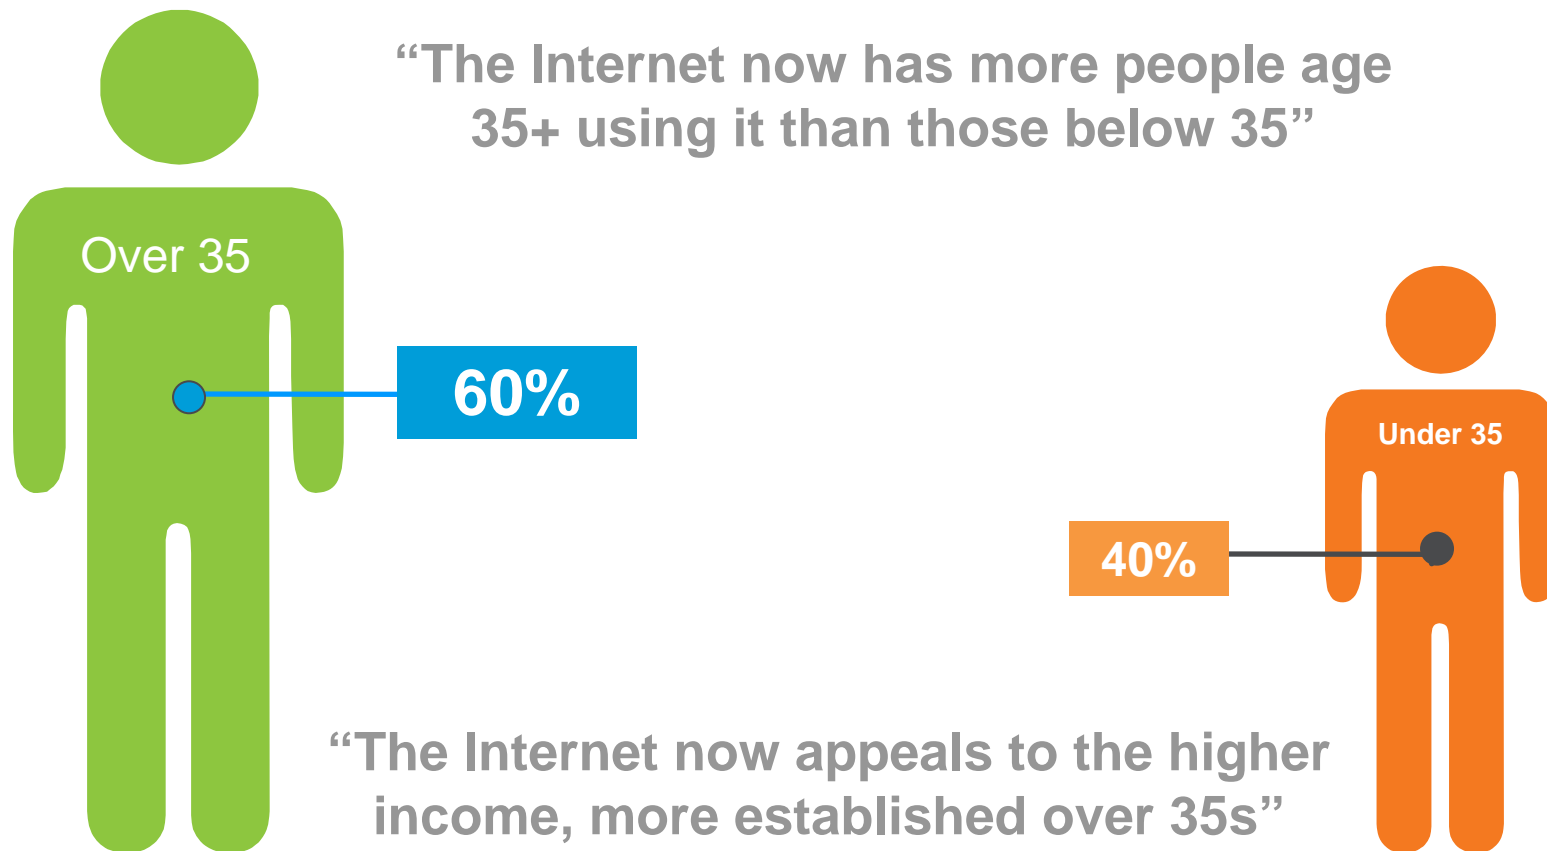 “The Internet now has more people age
35+ using it than those below 35”
Over 35
60%
Under 35
40%
“The Internet now appeals to the higher
income, more established over 35s”